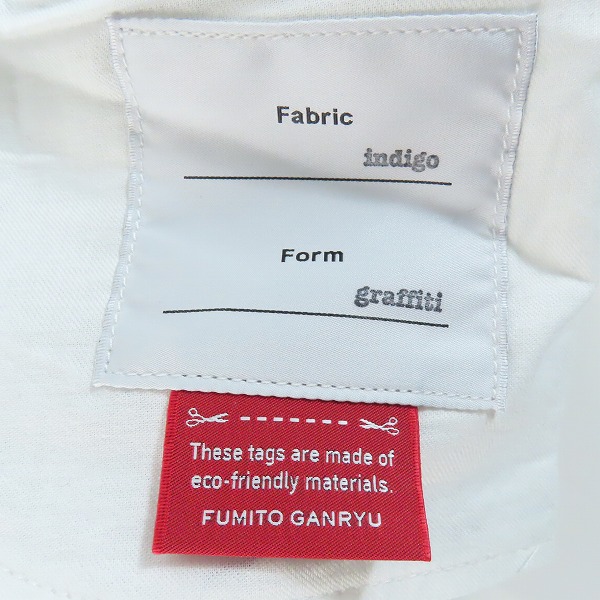 Fabric
indigo
Form
graffiti
These tags are made of
eco-friendly materials.
FUMITO GANRYU